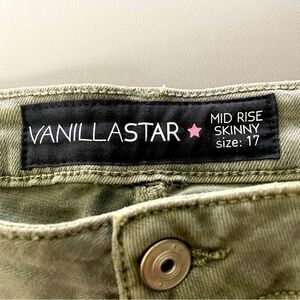 VANILLASTAR
MID RISE
SKINNY
size: 17